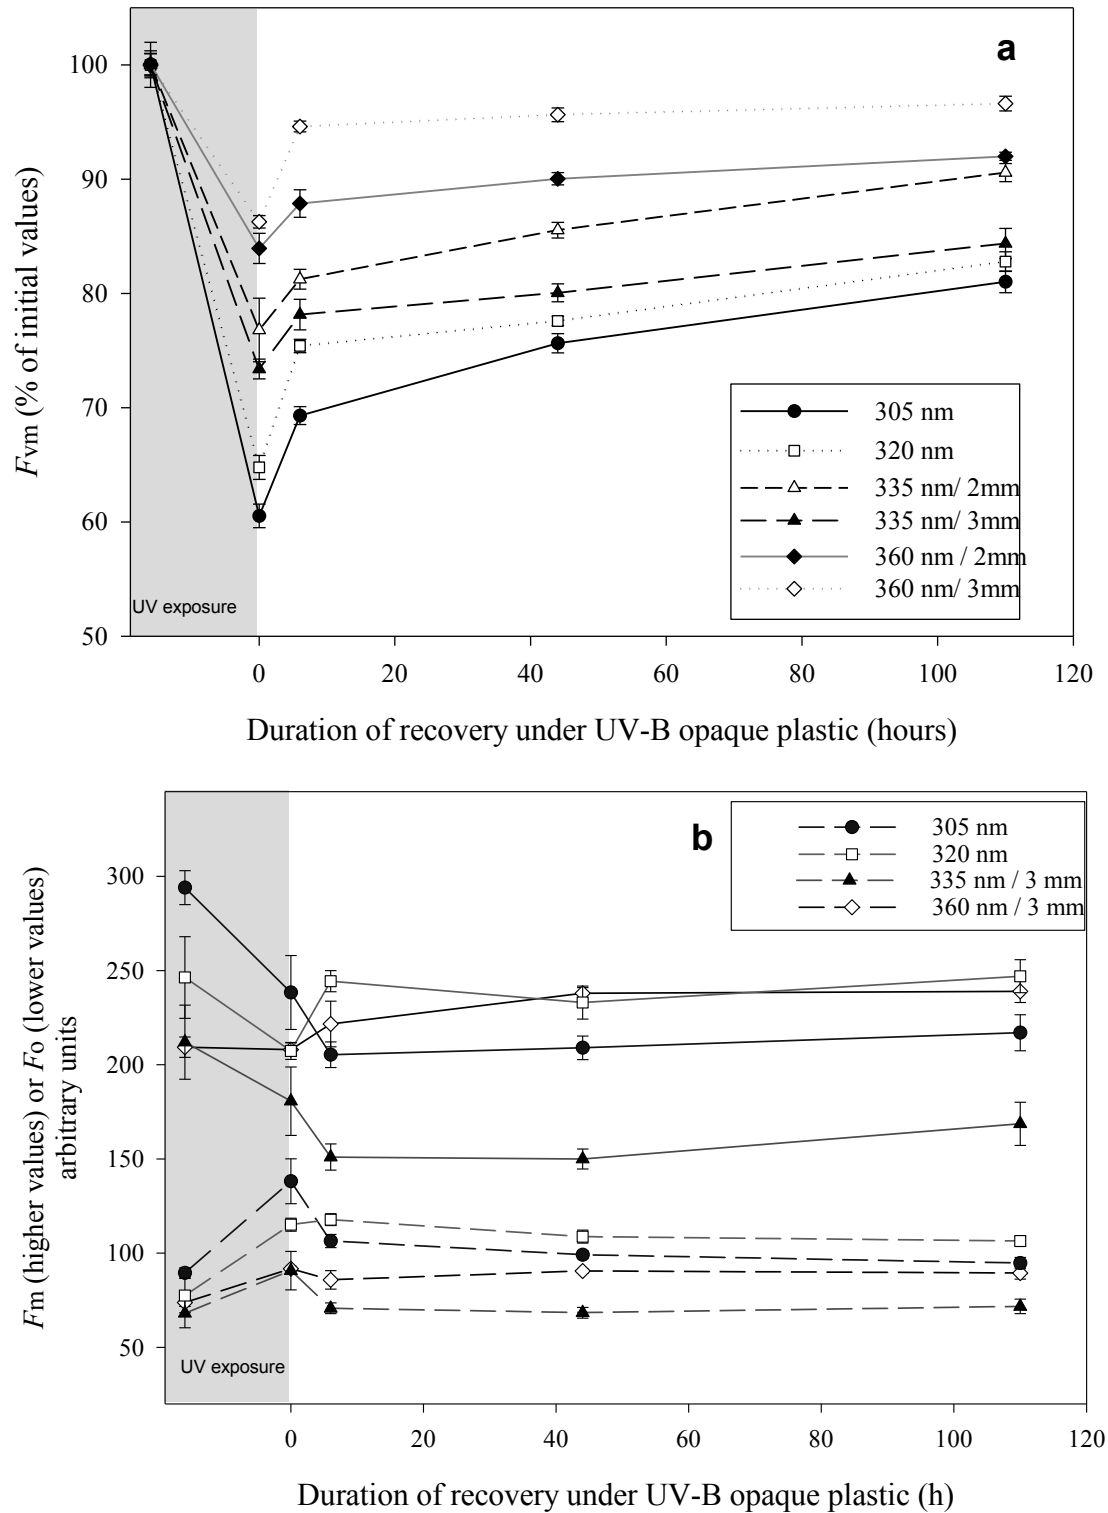 a
100
90
80
70
60
50
Fvm (% of initial values)
305 nm
320 nm
335 nm/ 2mm
335 nm/ 3mm
360 nm / 2mm
360 nm/ 3mm
UV exposure
0 20 40 60 80 100 120
Duration of recovery under UV-B opaque plastic (hours)
b
305 nm
320 nm
335 nm / 3 mm
360 nm / 3 mm
300
250
200
150
100
50
Fm (higher values) or Fo (lower values)
arbitrary units
UV exposure
0 20 40 60 80 100 120
Duration of recovery under UV-B opaque plastic (h)